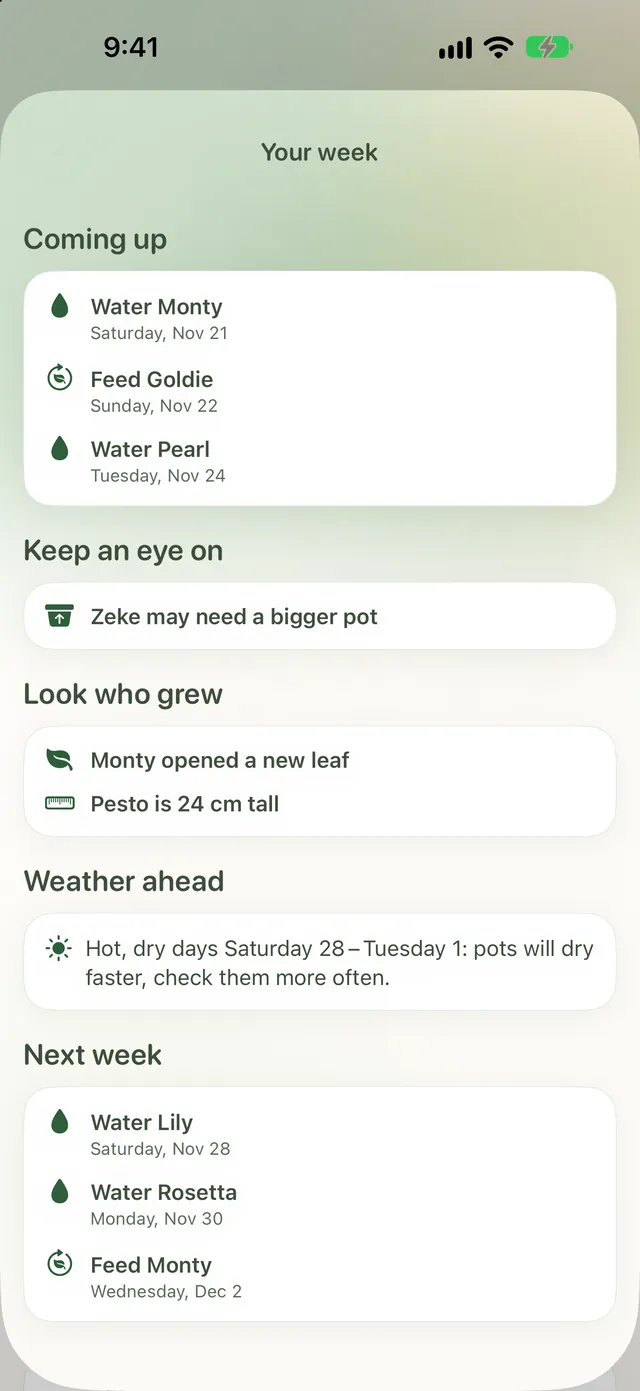 9:41
Your week
Coming up
Water Monty
Saturday, Nov 21
Feed Goldie
Sunday, Nov 22
Water Pearl
Tuesday, Nov 24
Keep an eye on
Zeke may need a bigger pot
Look who grew
Monty opened a new leaf
Pesto is 24 cm tall
Weather ahead
Hot, dry days Saturday 28 – Tuesday 1: pots will dry
faster, check them more often.
Next week
Water Lily
Saturday, Nov 28
Water Rosetta
Monday, Nov 30
Feed Monty
Wednesday, Dec 2